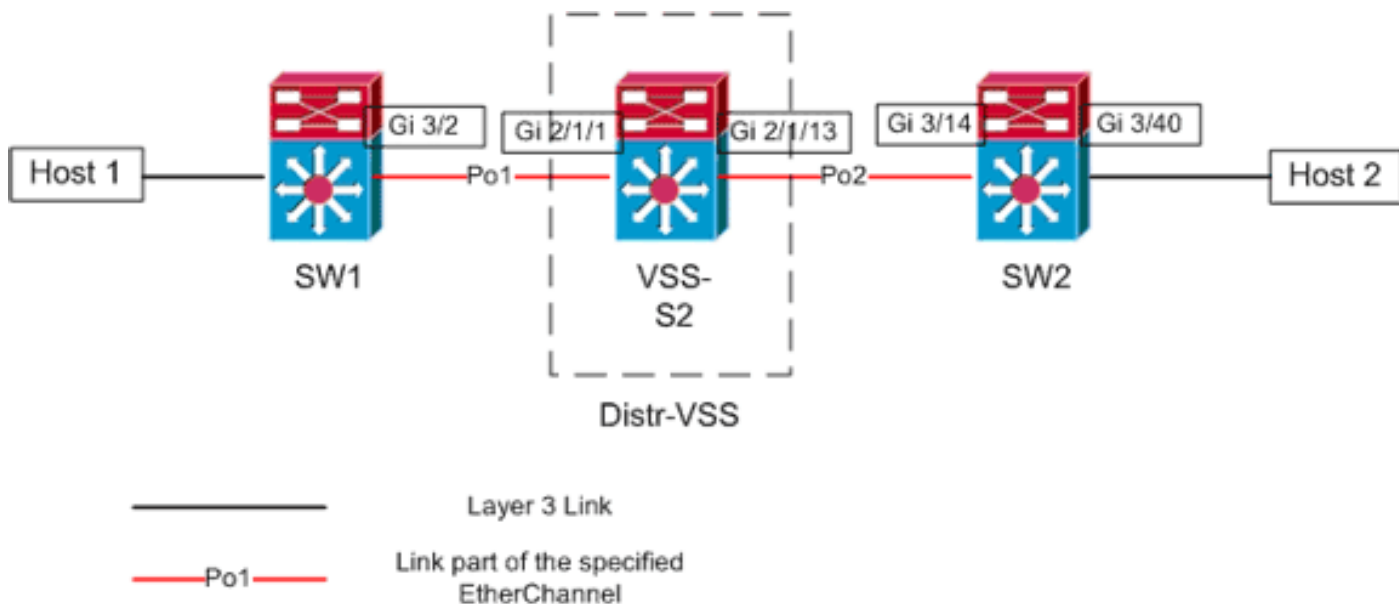 Gi 3/2
Gi 2/1/1
Gi 2/1/13
Gi 3/14
Gi 3/40
Host 1
Po1
Po2
Host 2
SW1
VSS-
S2
SW2
Distr-VSS
Layer 3 Link
Po1
Link part of the specified
EtherChannel